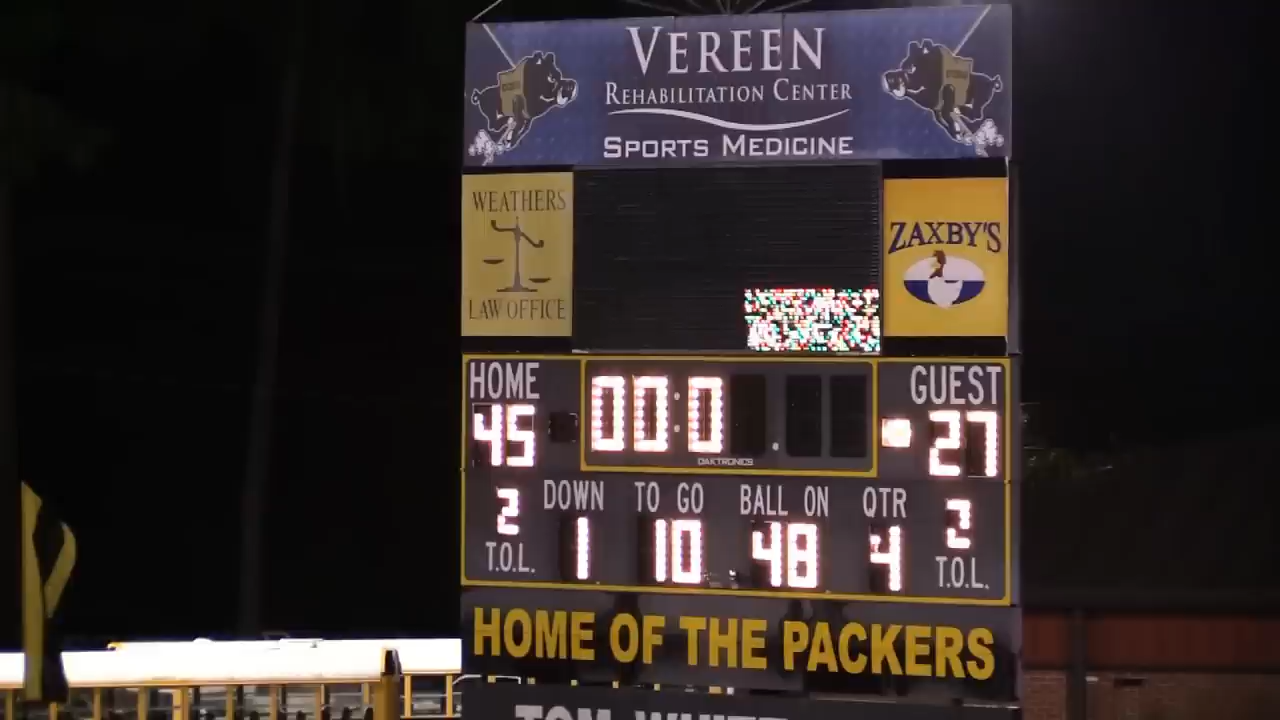 VEREEN
REHABILITATION CENTER
SPORTS MEDICINE
WEATHERS
LAW OFFICE
ZAXBY'S
HOME
GUEST
45
00:0
27
DAKTRONICS
DOWN
TO GO
BALL ON
QTR
2
1
10
48
4
2
T.O.L.
T.O.L.
HOME OF THE PACKERS
TOM